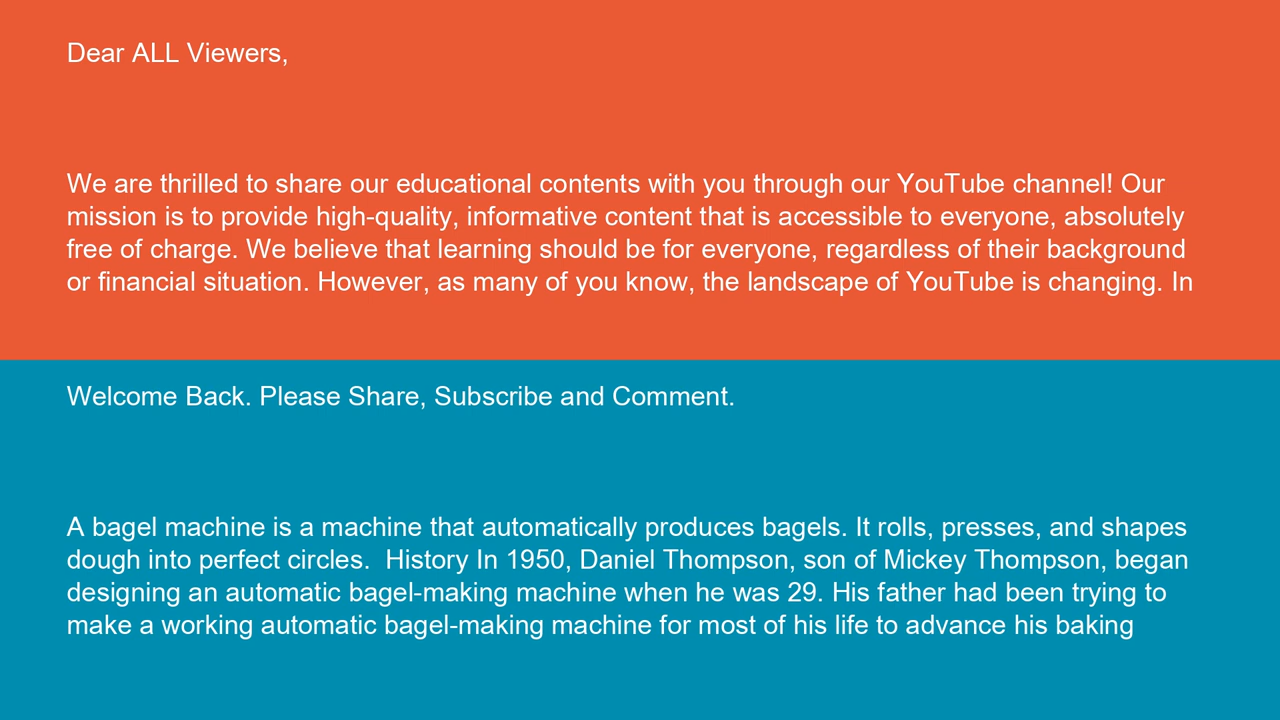 Dear ALL Viewers,
We are thrilled to share our educational contents with you through our YouTube channel! Our
mission is to provide high-quality, informative content that is accessible to everyone, absolutely
free of charge. We believe that learning should be for everyone, regardless of their background
or financial situation. However, as many of you know, the landscape of YouTube is changing. In
Welcome Back. Please Share, Subscribe and Comment.
A bagel machine is a machine that automatically produces bagels. It rolls, presses, and shapes
dough into perfect circles.  History In 1950, Daniel Thompson, son of Mickey Thompson, began
designing an automatic bagel-making machine when he was 29. His father had been trying to
make a working automatic bagel-making machine for most of his life to advance his baking